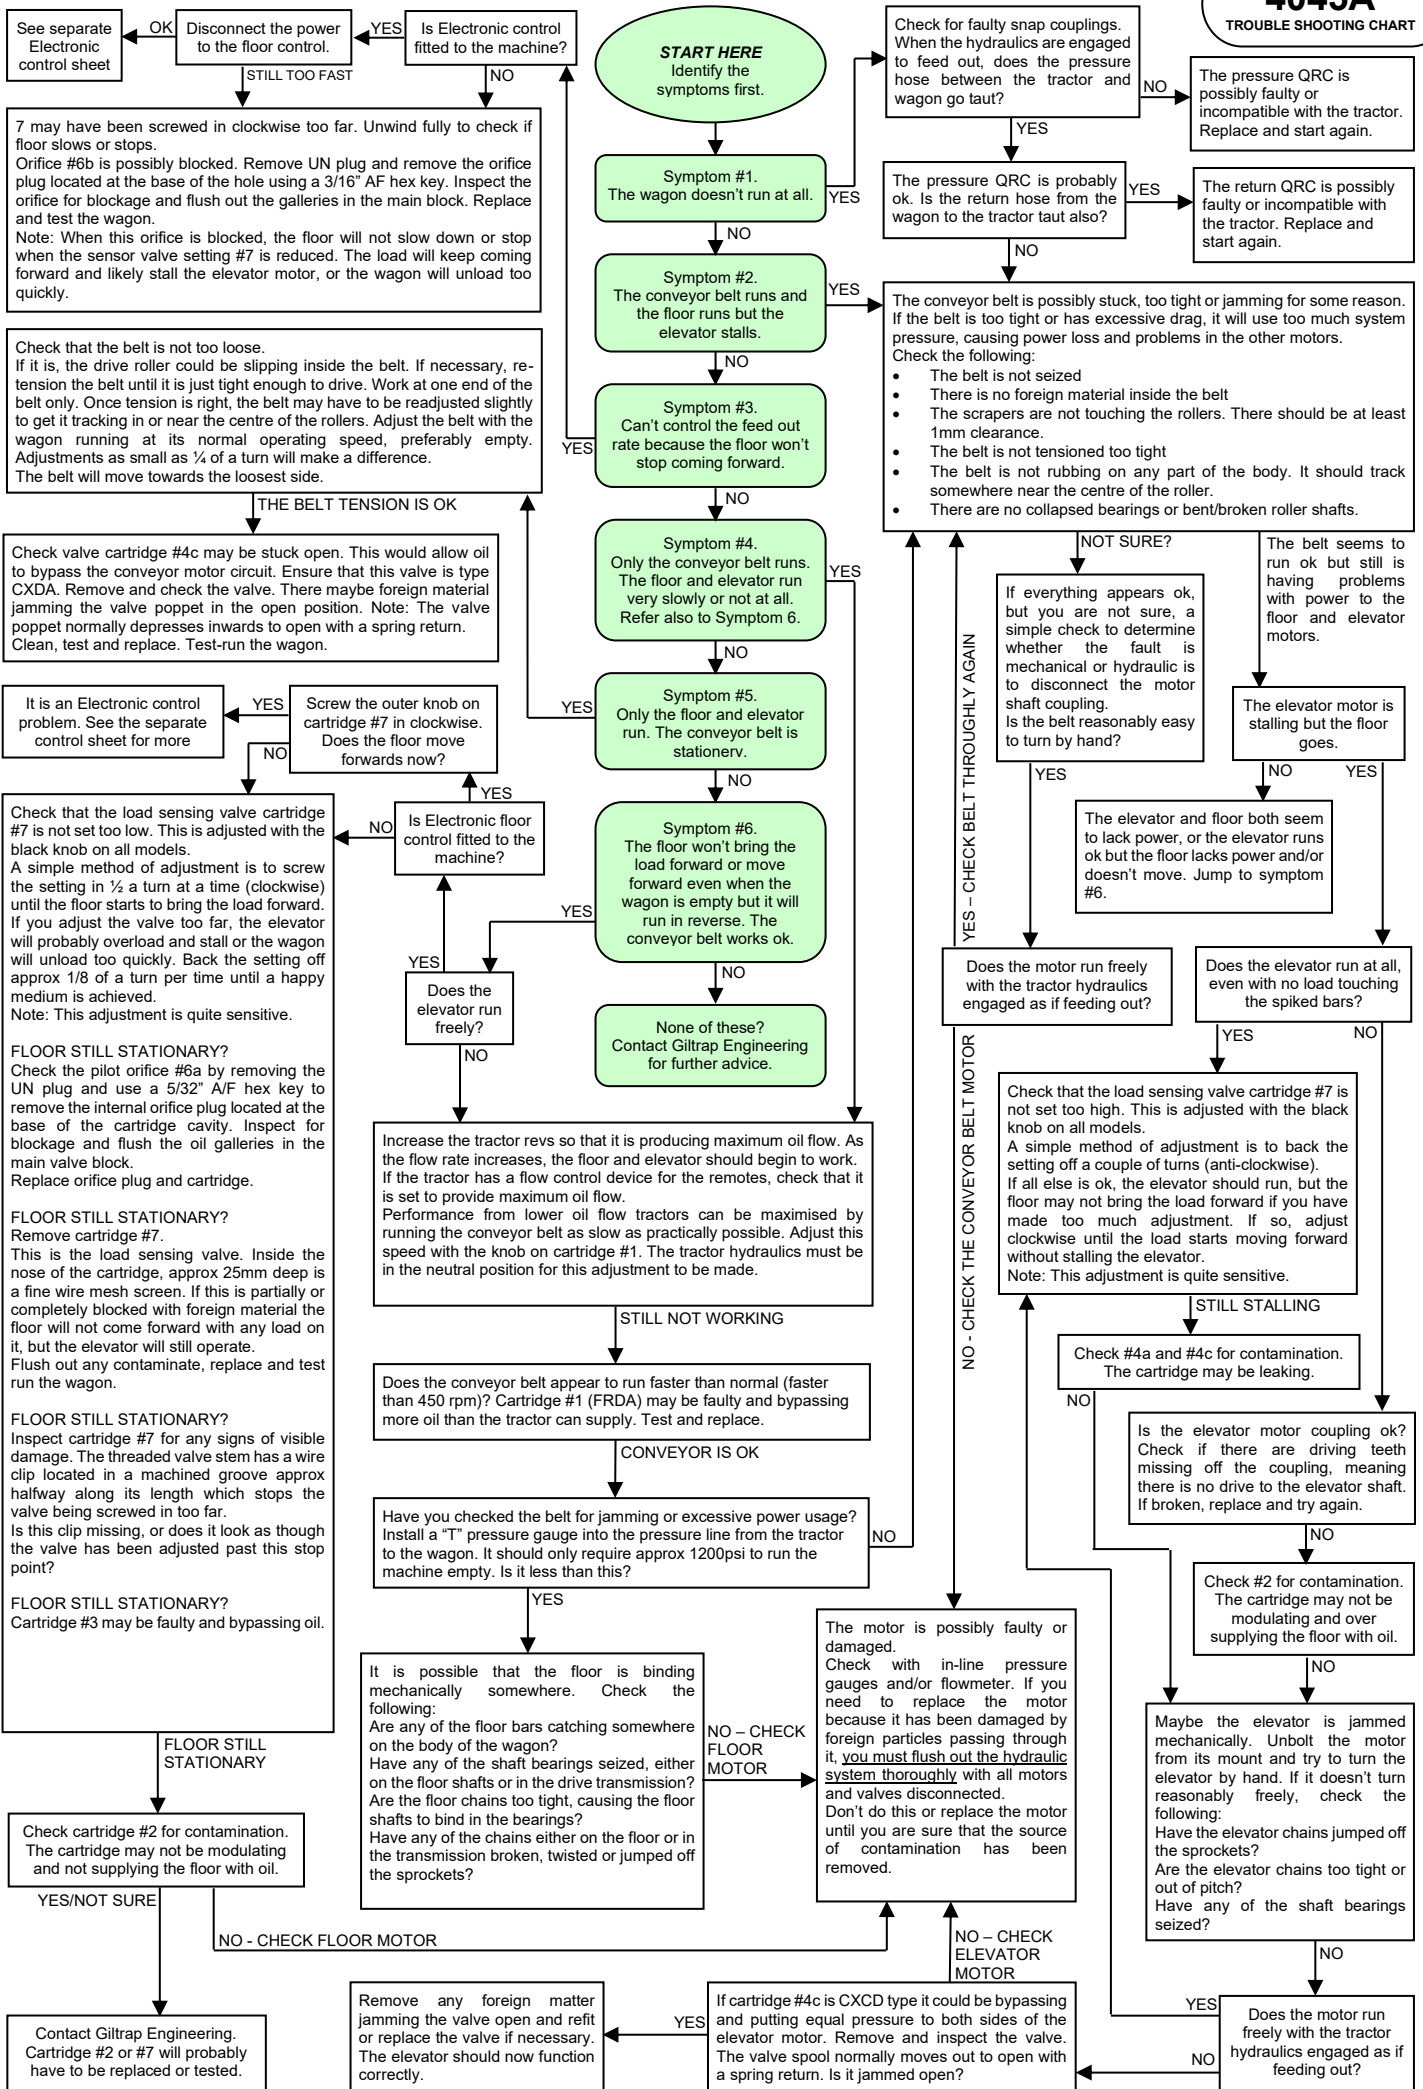 4045A
TROUBLE SHOOTING CHART
See separate
Electronic
control sheet
OK
Disconnect the power
to the floor control.
YES
Is Electronic control
fitted to the machine?
STILL TOO FAST
NO
START HERE
Identify the
symptoms first.
Check for faulty snap couplings.
When the hydraulics are engaged
to feed out, does the pressure
hose between the tractor and
wagon go taut?
NO
The pressure QRC is
possibly faulty or
incompatible with the tractor.
Replace and start again.
YES
7 may have been screwed in clockwise too far. Unwind fully to check if
floor slows or stops.
Orifice #6b is possibly blocked. Remove UN plug and remove the orifice
plug located at the base of the hole using a 3/16” AF hex key. Inspect the
orifice for blockage and flush out the galleries in the main block. Replace
and test the wagon.
Note: When this orifice is blocked, the floor will not slow down or stop
when the sensor valve setting #7 is reduced. The load will keep coming
forward and likely stall the elevator motor, or the wagon will unload too
quickly.
Symptom #1.
The wagon doesn’t run at all.
YES
NO
The pressure QRC is probably
ok. Is the return hose from the
wagon to the tractor taut also?
YES
The return QRC is possibly
faulty or incompatible with
the tractor. Replace and
start again.
NO
Symptom #2.
The conveyor belt runs and
the floor runs but the
elevator stalls.
YES
NO
The conveyor belt is possibly stuck, too tight or jamming for some reason.
If the belt is too tight or has excessive drag, it will use too much system
pressure, causing power loss and problems in the other motors.
Check the following:
• The belt is not seized
• There is no foreign material inside the belt
• The scrapers are not touching the rollers. There should be at least
1mm clearance.
• The belt is not tensioned too tight
• The belt is not rubbing on any part of the body. It should track
somewhere near the centre of the roller.
• There are no collapsed bearings or bent/broken roller shafts.
Check that the belt is not too loose.
If it is, the drive roller could be slipping inside the belt. If necessary, re-
tension the belt until it is just tight enough to drive. Work at one end of the
belt only. Once tension is right, the belt may have to be readjusted slightly
to get it tracking in or near the centre of the rollers. Adjust the belt with the
wagon running at its normal operating speed, preferably empty.
Adjustments as small as ¼ of a turn will make a difference.
The belt will move towards the loosest side.
THE BELT TENSION IS OK
Symptom #3.
Can’t control the feed out
rate because the floor won’t
stop coming forward.
YES
NO
Check valve cartridge #4c may be stuck open. This would allow oil
to bypass the conveyor motor circuit. Ensure that this valve is type
CXDA. Remove and check the valve. There maybe foreign material
jamming the valve poppet in the open position. Note: The valve
poppet normally depresses inwards to open with a spring return.
Clean, test and replace. Test-run the wagon.
Symptom #4.
Only the conveyor belt runs.
The floor and elevator run
very slowly or not at all.
Refer also to Symptom 6.
YES
NO
NOT SURE?
The belt seems to
run ok but still is
having problems
with power to the
floor and elevator
motors.
If everything appears ok,
but you are not sure, a
simple check to determine
whether the fault is
mechanical or hydraulic is
to disconnect the motor
shaft coupling.
Is the belt reasonably easy
to turn by hand?
YES
YES – CHECK BELT THROUGHLY AGAIN
It is an Electronic control
problem. See the separate
control sheet for more
YES
Screw the outer knob on
cartridge #7 in clockwise.
Does the floor move
forwards now?
NO
YES
Symptom #5.
Only the floor and elevator
run. The conveyor belt is
stationerv.
YES
NO
The elevator motor is
stalling but the floor
goes.
NO
YES
Is Electronic floor
control fitted to the
machine?
NO
YES
Symptom #6.
The floor won’t bring the
load forward or move
forward even when the
wagon is empty but it will
run in reverse. The
conveyor belt works ok.
YES
NO
The elevator and floor both seem
to lack power, or the elevator runs
ok but the floor lacks power and/or
doesn’t move. Jump to symptom
#6.
Check that the load sensing valve cartridge
#7 is not set too low. This is adjusted with the
black knob on all models.
A simple method of adjustment is to screw
the setting in ½ a turn at a time (clockwise)
until the floor starts to bring the load forward.
If you adjust the valve too far, the elevator
will probably overload and stall or the wagon
will unload too quickly. Back the setting off
approx 1/8 of a turn per time until a happy
medium is achieved.
Note: This adjustment is quite sensitive.
FLOOR STILL STATIONARY?
Check the pilot orifice #6a by removing the
UN plug and use a 5/32” A/F hex key to
remove the internal orifice plug located at the
base of the cartridge cavity. Inspect for
blockage and flush the oil galleries in the
main valve block.
Replace orifice plug and cartridge.
FLOOR STILL STATIONARY?
Remove cartridge #7.
This is the load sensing valve. Inside the
nose of the cartridge, approx 25mm deep is
a fine wire mesh screen. If this is partially or
completely blocked with foreign material the
floor will not come forward with any load on
it, but the elevator will still operate.
Flush out any contaminate, replace and test
run the wagon.
FLOOR STILL STATIONARY?
Inspect cartridge #7 for any signs of visible
damage. The threaded valve stem has a wire
clip located in a machined groove approx
halfway along its length which stops the
valve being screwed in too far.
Is this clip missing, or does it look as though
the valve has been adjusted past this stop
point?
FLOOR STILL STATIONARY?
Cartridge #3 may be faulty and bypassing oil.
Does the
elevator run
freely?
NO
None of these?
Contact Giltrap Engineering
for further advice.
Does the motor run freely
with the tractor hydraulics
engaged as if feeding out?
NO - CHECK THE CONVEYOR BELT MOTOR
Does the elevator run at all,
even with no load touching
the spiked bars?
YES
NO
Check that the load sensing valve cartridge #7 is
not set too high. This is adjusted with the black
knob on all models.
A simple method of adjustment is to back the
setting off a couple of turns (anti-clockwise).
If all else is ok, the elevator should run, but the
floor may not bring the load forward if you have
made too much adjustment. If so, adjust
clockwise until the load starts moving forward
without stalling the elevator.
Note: This adjustment is quite sensitive.
STILL STALLING
Increase the tractor revs so that it is producing maximum oil flow. As
the flow rate increases, the floor and elevator should begin to work.
If the tractor has a flow control device for the remotes, check that it
is set to provide maximum oil flow.
Performance from lower oil flow tractors can be maximised by
running the conveyor belt as slow as practically possible. Adjust this
speed with the knob on cartridge #1. The tractor hydraulics must be
in the neutral position for this adjustment to be made.
STILL NOT WORKING
Check #4a and #4c for contamination.
The cartridge may be leaking.
NO
Does the conveyor belt appear to run faster than normal (faster
than 450 rpm)? Cartridge #1 (FRDA) may be faulty and bypassing
more oil than the tractor can supply. Test and replace.
CONVEYOR IS OK
Is the elevator motor coupling ok?
Check if there are driving teeth
missing off the coupling, meaning
there is no drive to the elevator shaft.
If broken, replace and try again.
NO
Have you checked the belt for jamming or excessive power usage?
Install a “T” pressure gauge into the pressure line from the tractor
to the wagon. It should only require approx 1200psi to run the
machine empty. Is it less than this?
NO
YES
Check #2 for contamination.
The cartridge may not be
modulating and over
supplying the floor with oil.
NO
It is possible that the floor is binding
mechanically somewhere. Check the
following:
Are any of the floor bars catching somewhere
on the body of the wagon?
Have any of the shaft bearings seized, either
on the floor shafts or in the drive transmission?
Are the floor chains too tight, causing the floor
shafts to bind in the bearings?
Have any of the chains either on the floor or in
the transmission broken, twisted or jumped off
the sprockets?
NO – CHECK
FLOOR
MOTOR
The motor is possibly faulty or
damaged.
Check with in-line pressure
gauges and/or flowmeter. If you
need to replace the motor
because it has been damaged by
foreign particles passing through
it, you must flush out the hydraulic
system thoroughly with all motors
and valves disconnected.
Don’t do this or replace the motor
until you are sure that the source
of contamination has been
removed.
Maybe the elevator is jammed
mechanically. Unbolt the motor
from its mount and try to turn the
elevator by hand. If it doesn’t turn
reasonably freely, check the
following:
Have the elevator chains jumped off
the sprockets?
Are the elevator chains too tight or
out of pitch?
Have any of the shaft bearings
seized?
NO
FLOOR STILL
STATIONARY
Check cartridge #2 for contamination.
The cartridge may not be modulating
and not supplying the floor with oil.
YES/NOT SURE
NO - CHECK FLOOR MOTOR
NO – CHECK
ELEVATOR
MOTOR
Contact Giltrap Engineering.
Cartridge #2 or #7 will probably
have to be replaced or tested.
Remove any foreign matter
jamming the valve open and refit
or replace the valve if necessary.
The elevator should now function
correctly.
YES
If cartridge #4c is CXCD type it could be bypassing
and putting equal pressure to both sides of the
elevator motor. Remove and inspect the valve.
The valve spool normally moves out to open with
a spring return. Is it jammed open?
YES
NO
Does the motor run
freely with the tractor
hydraulics engaged as if
feeding out?